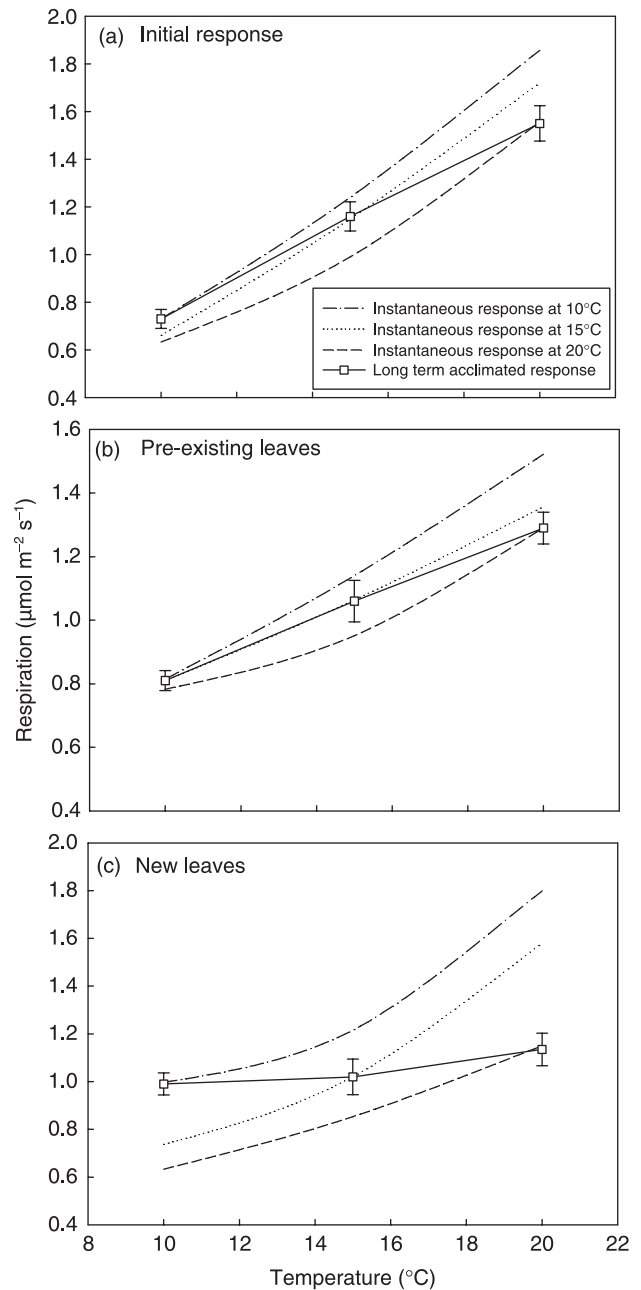 2.0
(a) Initial response
1.8
1.6
1.4
1.2
1.0
0.8
0.6
0.4
Instantaneous response at 10°C
Instantaneous response at 15°C
Instantaneous response at 20°C
Long term acclimated response
1.6
(b) Pre-existing leaves
1.4
1.2
1.0
0.8
0.6
0.4
Respiration (μmol m⁻² s⁻¹)
2.0
(c) New leaves
1.8
1.6
1.4
1.2
1.0
0.8
0.6
0.4
8 10 12 14 16 18 20 22
Temperature (°C)